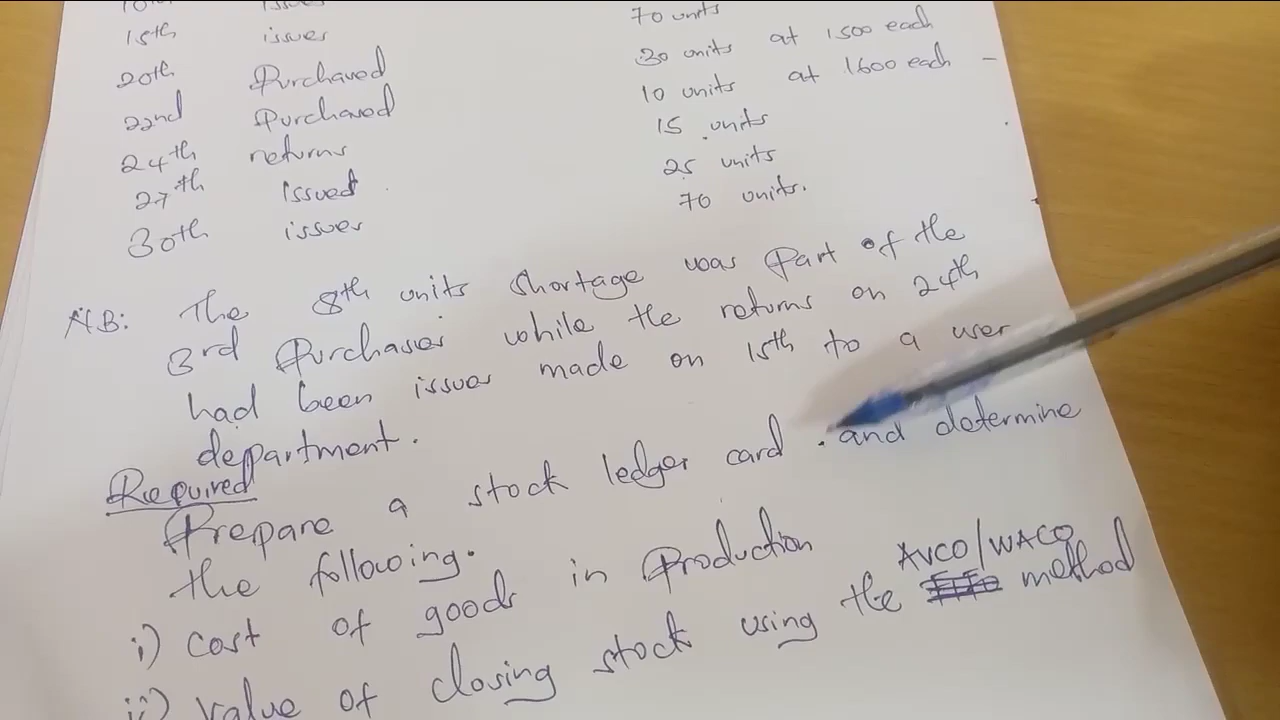 10th issues
15th issues 70 units
20th Purchased 30 units at 1500 each
22nd Purchased 10 units at 1600 each
24th returns 15 units
27th Issued 25 units
30th issues 70 units.
NB: The 8th units shortage was part of the
3rd Purchases while the returns on 24th
had been issues made on 15th to a user
department.
Required
Prepare a stock ledger card and determine
the following.
i) cost of goods in production
AVCO/WACO
ii) value of closing stock using the method